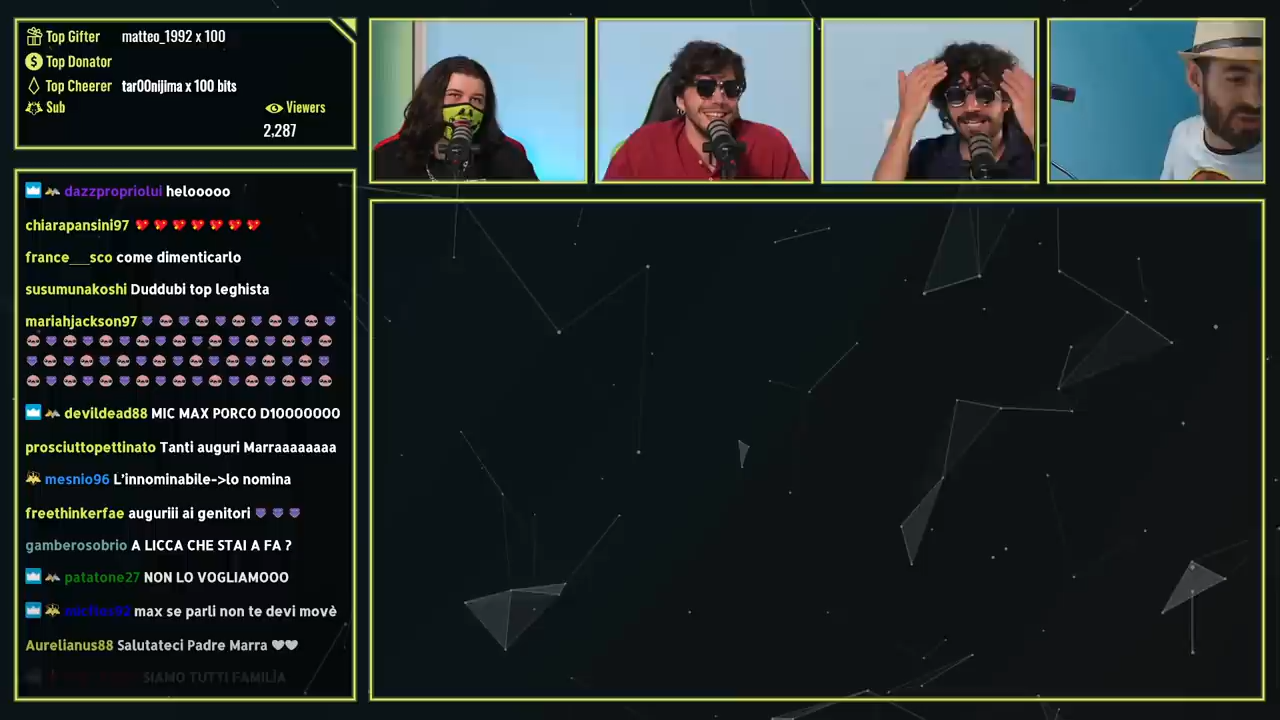 Top Gifter matteo_1992 x 100
Top Donator
Top Cheerer tar00nijima x 100 bits
Sub Viewers
2,287
dazzpropriolui helooooo
chiarapansini97
france___sco come dimenticarlo
susumunakoshi Duddubi top leghista
mariahjackson97
devildead88 MIC MAX PORCO D10000000
prosciuttopettinato Tanti auguri Marraaaaaaaa
mesnio96 L'innominabile->lo nomina
freethinkerfae auguriii ai genitori
gamberosobrio A LICCA CHE STAI A FA ?
patatone27 NON LO VOGLIAMOOO
max se parli non te devi movè
Aurelianus88 Salutateci Padre Marra
SIAMO TUTTI FAMILIA